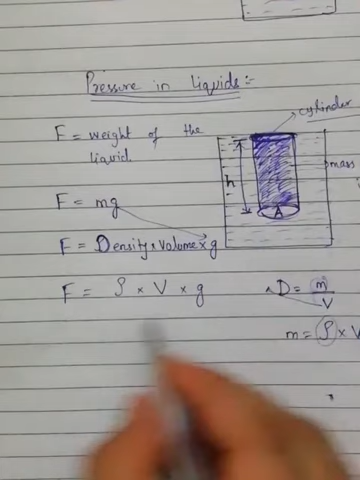 Pressure in liquids:-
cylinder
F = weight of the
liquid.
mass
h
A
F = mg
F = Density × Volume × g
F = ρ × V × g
D = m/V
m = ρ × V